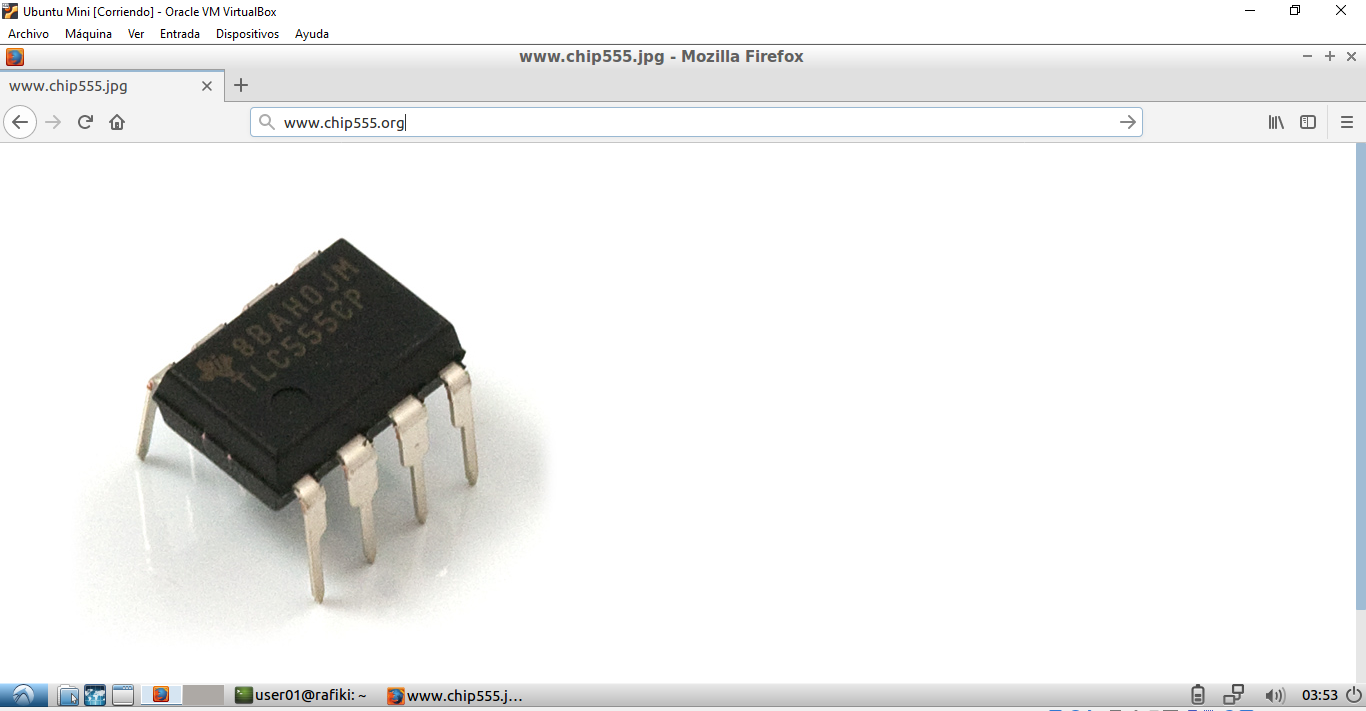 Ubuntu Mini [Corriendo] - Oracle VM VirtualBox
Archivo Máquina Ver Entrada Dispositivos Ayuda
www.chip555.jpg - Mozilla Firefox
www.chip555.jpg
www.chip555.org
8BAH0JM
TLC555CP
user01@rafiki: ~
www.chip555.j...
03:53